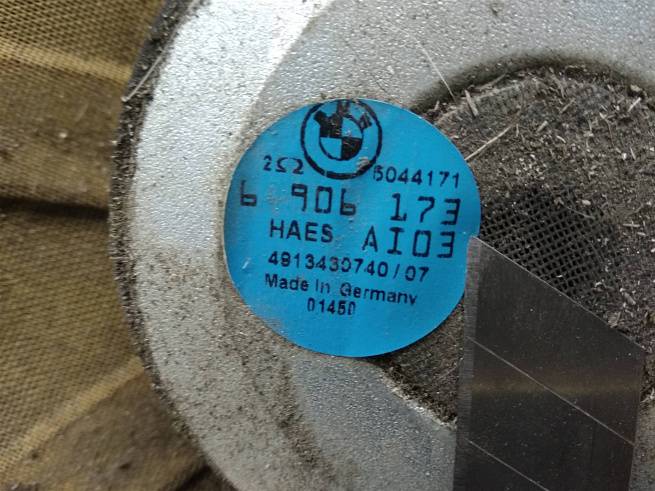 2Ω 6044171
6 906 173
HAES AI03
4913430740/07
Made in Germany
01450